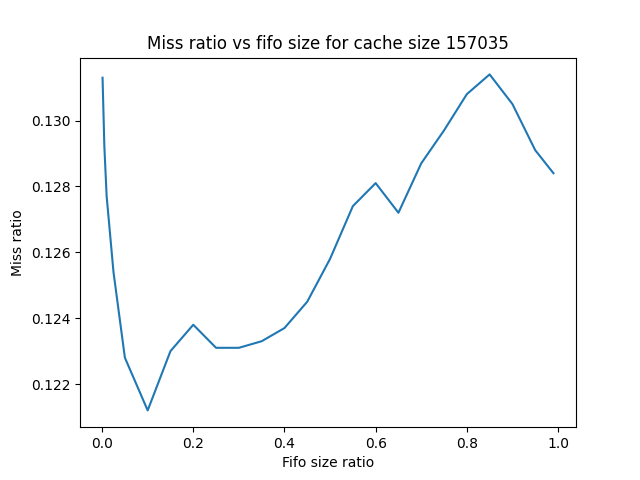 Miss ratio vs fifo size for cache size 157035
0.130
0.128
0.126
0.124
0.122
Miss ratio
0.0 0.2 0.4 0.6 0.8 1.0
Fifo size ratio